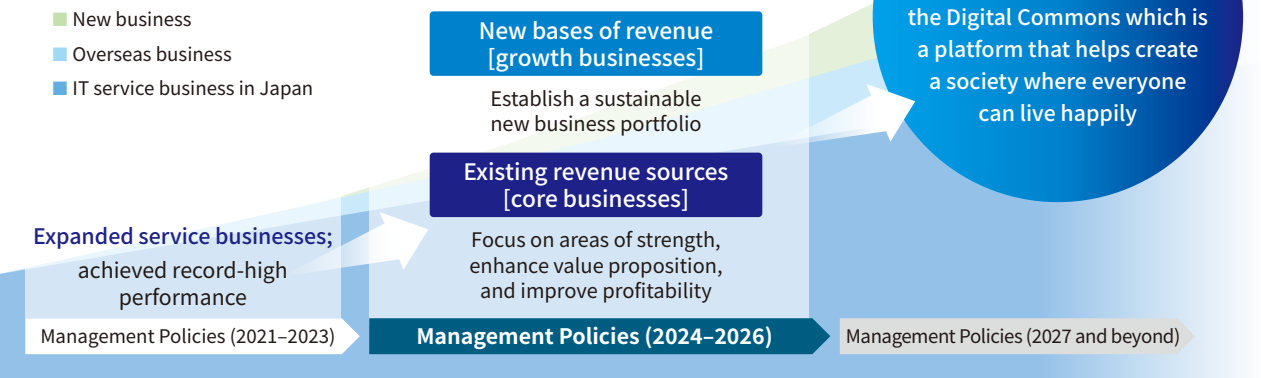 New business
Overseas business
IT service business in Japan
New bases of revenue
[growth businesses]
Establish a sustainable
new business portfolio
Existing revenue sources
[core businesses]
Focus on areas of strength,
enhance value proposition,
and improve profitability
Expanded service businesses;
achieved record-high
performance
the Digital Commons which is
a platform that helps create
a society where everyone
can live happily
Management Policies (2021–2023)
Management Policies (2024–2026)
Management Policies (2027 and beyond)